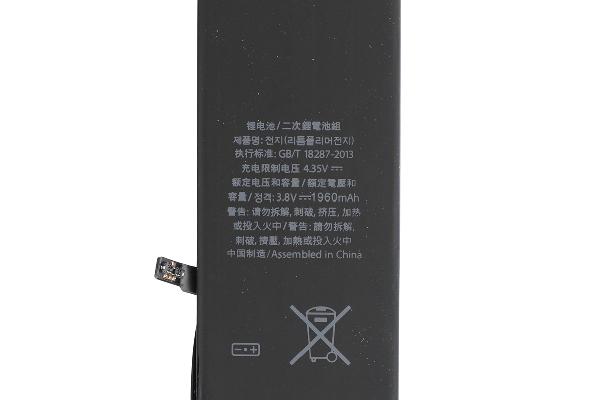 锂电池/二次鋰電池組
제품명: 전지(리튬폴리머전지)
执行标准: GB/T 18287-2013
充电限制电压 4.35V⎓
额定电压和容量/額定電壓和
容量/정격: 3.8V⎓1960mAh
警告: 请勿拆解, 刺破, 挤压, 加热
或投入火中/警告: 請勿拆解,
刺破, 擠壓, 加熱或投入火中
中国制造/Assembled in China